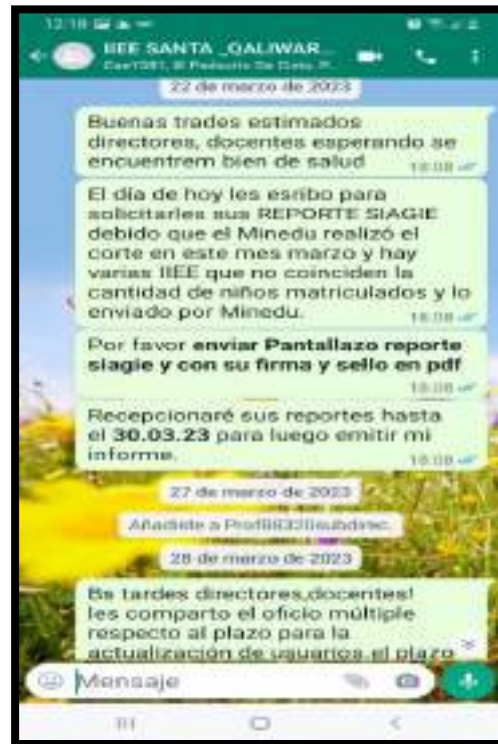 12:18
IIEE SANTA _QALIWAR...
22 de marzo de 2023
Buenas trades estimados
directores, docentes esperando se
encuentrem bien de salud
18:08
El día de hoy les esribo para
solicitarles sus REPORTE SIAGIE
debido que el Minedu realizó el
corte en este mes marzo y hay
varias IIEE que no coinciden la
cantidad de niños matriculados y lo
enviado por Minedu.
18:08
Por favor enviar Pantallazo reporte
siagie y con su firma y sello en pdf
18:08
Recepcionaré sus reportes hasta
el 30.03.23 para luego emitir mi
informe.
18:08
27 de marzo de 2023
Añadiste a
28 de marzo de 2023
Bs tardes directores,docentes!
les comparto el oficio múltiple
respecto al plazo para la
actualización de usuarios el plazo
Mensaje